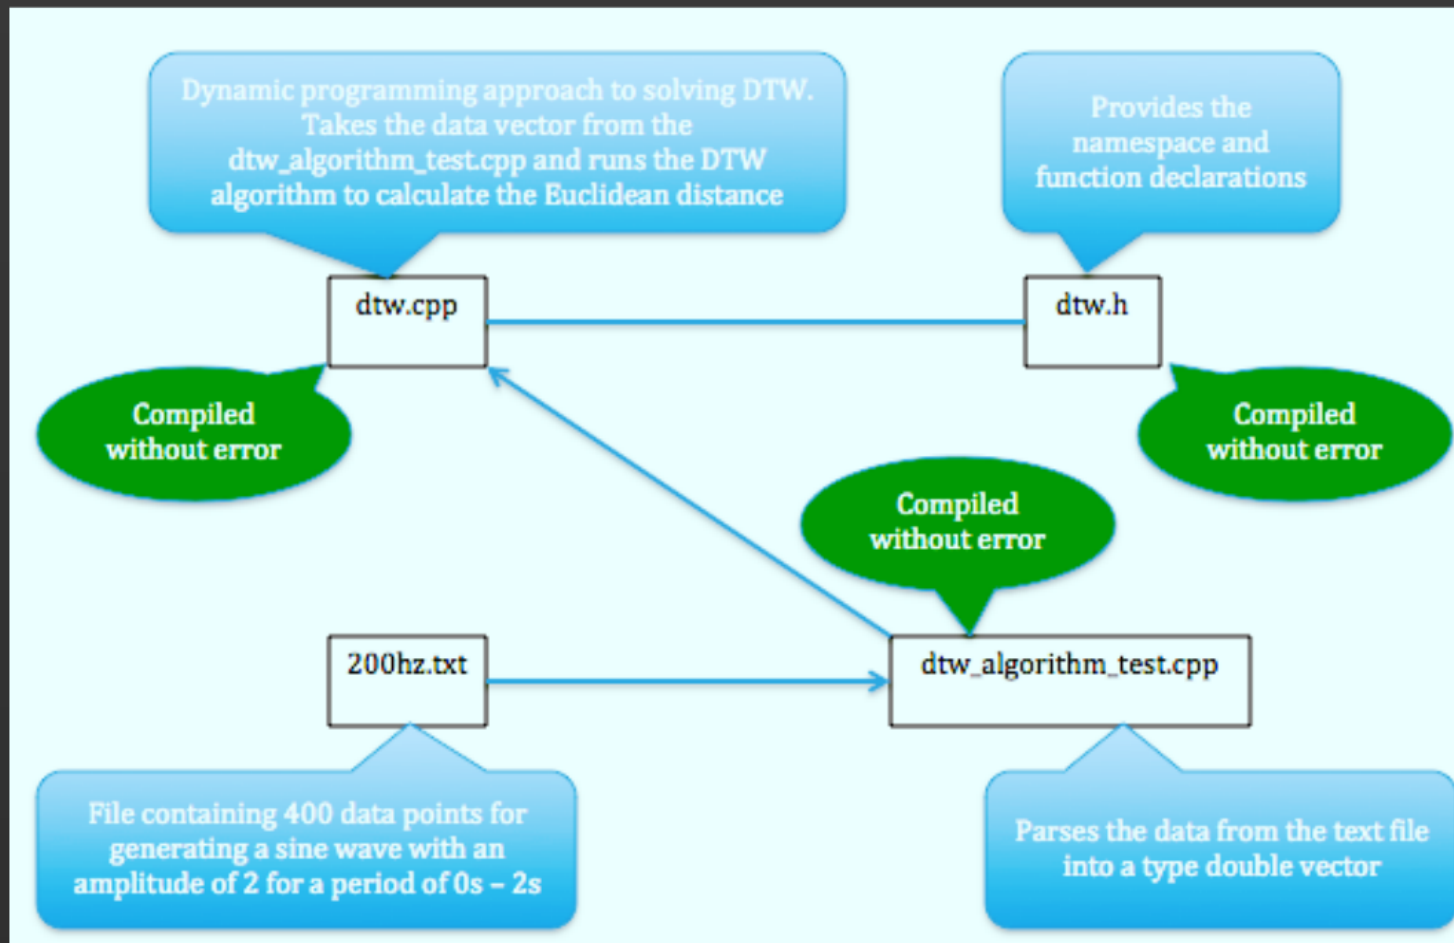 Dynamic programming approach to solving DTW.
Takes the data vector from the
dtw_algorithm_test.cpp and runs the DTW
algorithm to calculate the Euclidean distance
Provides the
namespace and
function declarations
dtw.cpp
dtw.h
Compiled
without error
Compiled
without error
Compiled
without error
200hz.txt
dtw_algorithm_test.cpp
File containing 400 data points for
generating a sine wave with an
amplitude of 2 for a period of 0s – 2s
Parses the data from the text file
into a type double vector